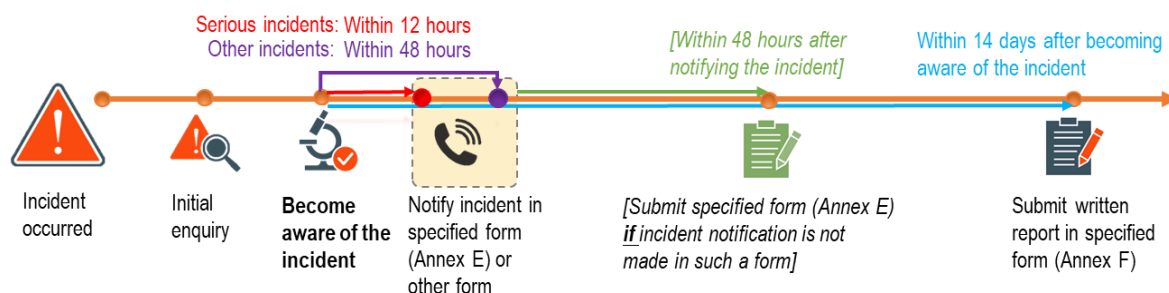 Serious incidents: Within 12 hours
Other incidents: Within 48 hours
[Within 48 hours after
notifying the incident]
Within 14 days after becoming
aware of the incident
Incident
occurred
Initial
enquiry
Become
aware of the
incident
Notify incident in
specified form
(Annex E) or
other form
[Submit specified form (Annex E)
if incident notification is not
made in such a form]
Submit written
report in specified
form (Annex F)